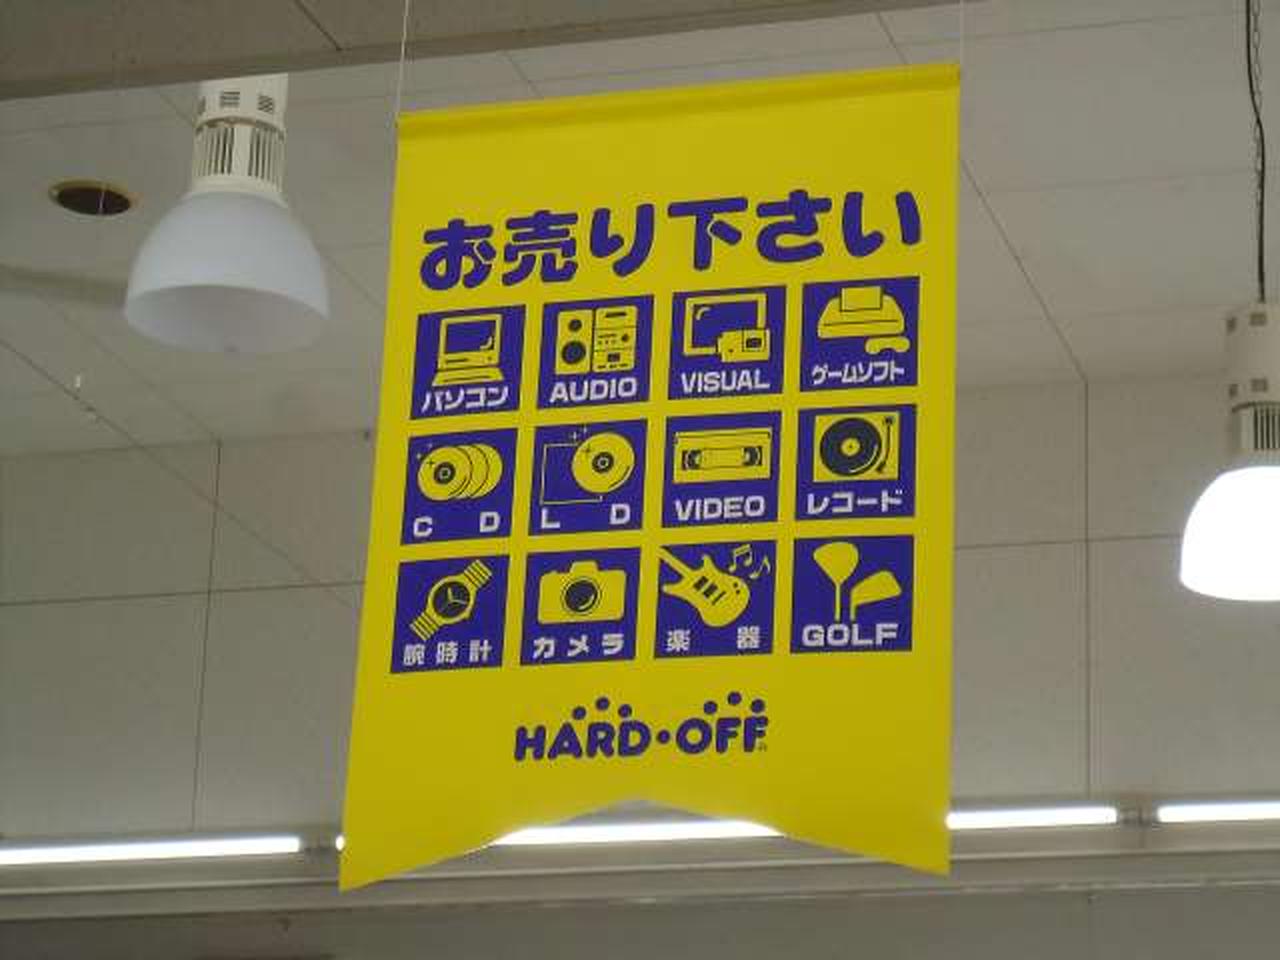 お売り下さい
パソコン AUDIO VISUAL ゲームソフト
C D L D VIDEO レコード
腕時計 カメラ 楽器 GOLF
HARD・OFF